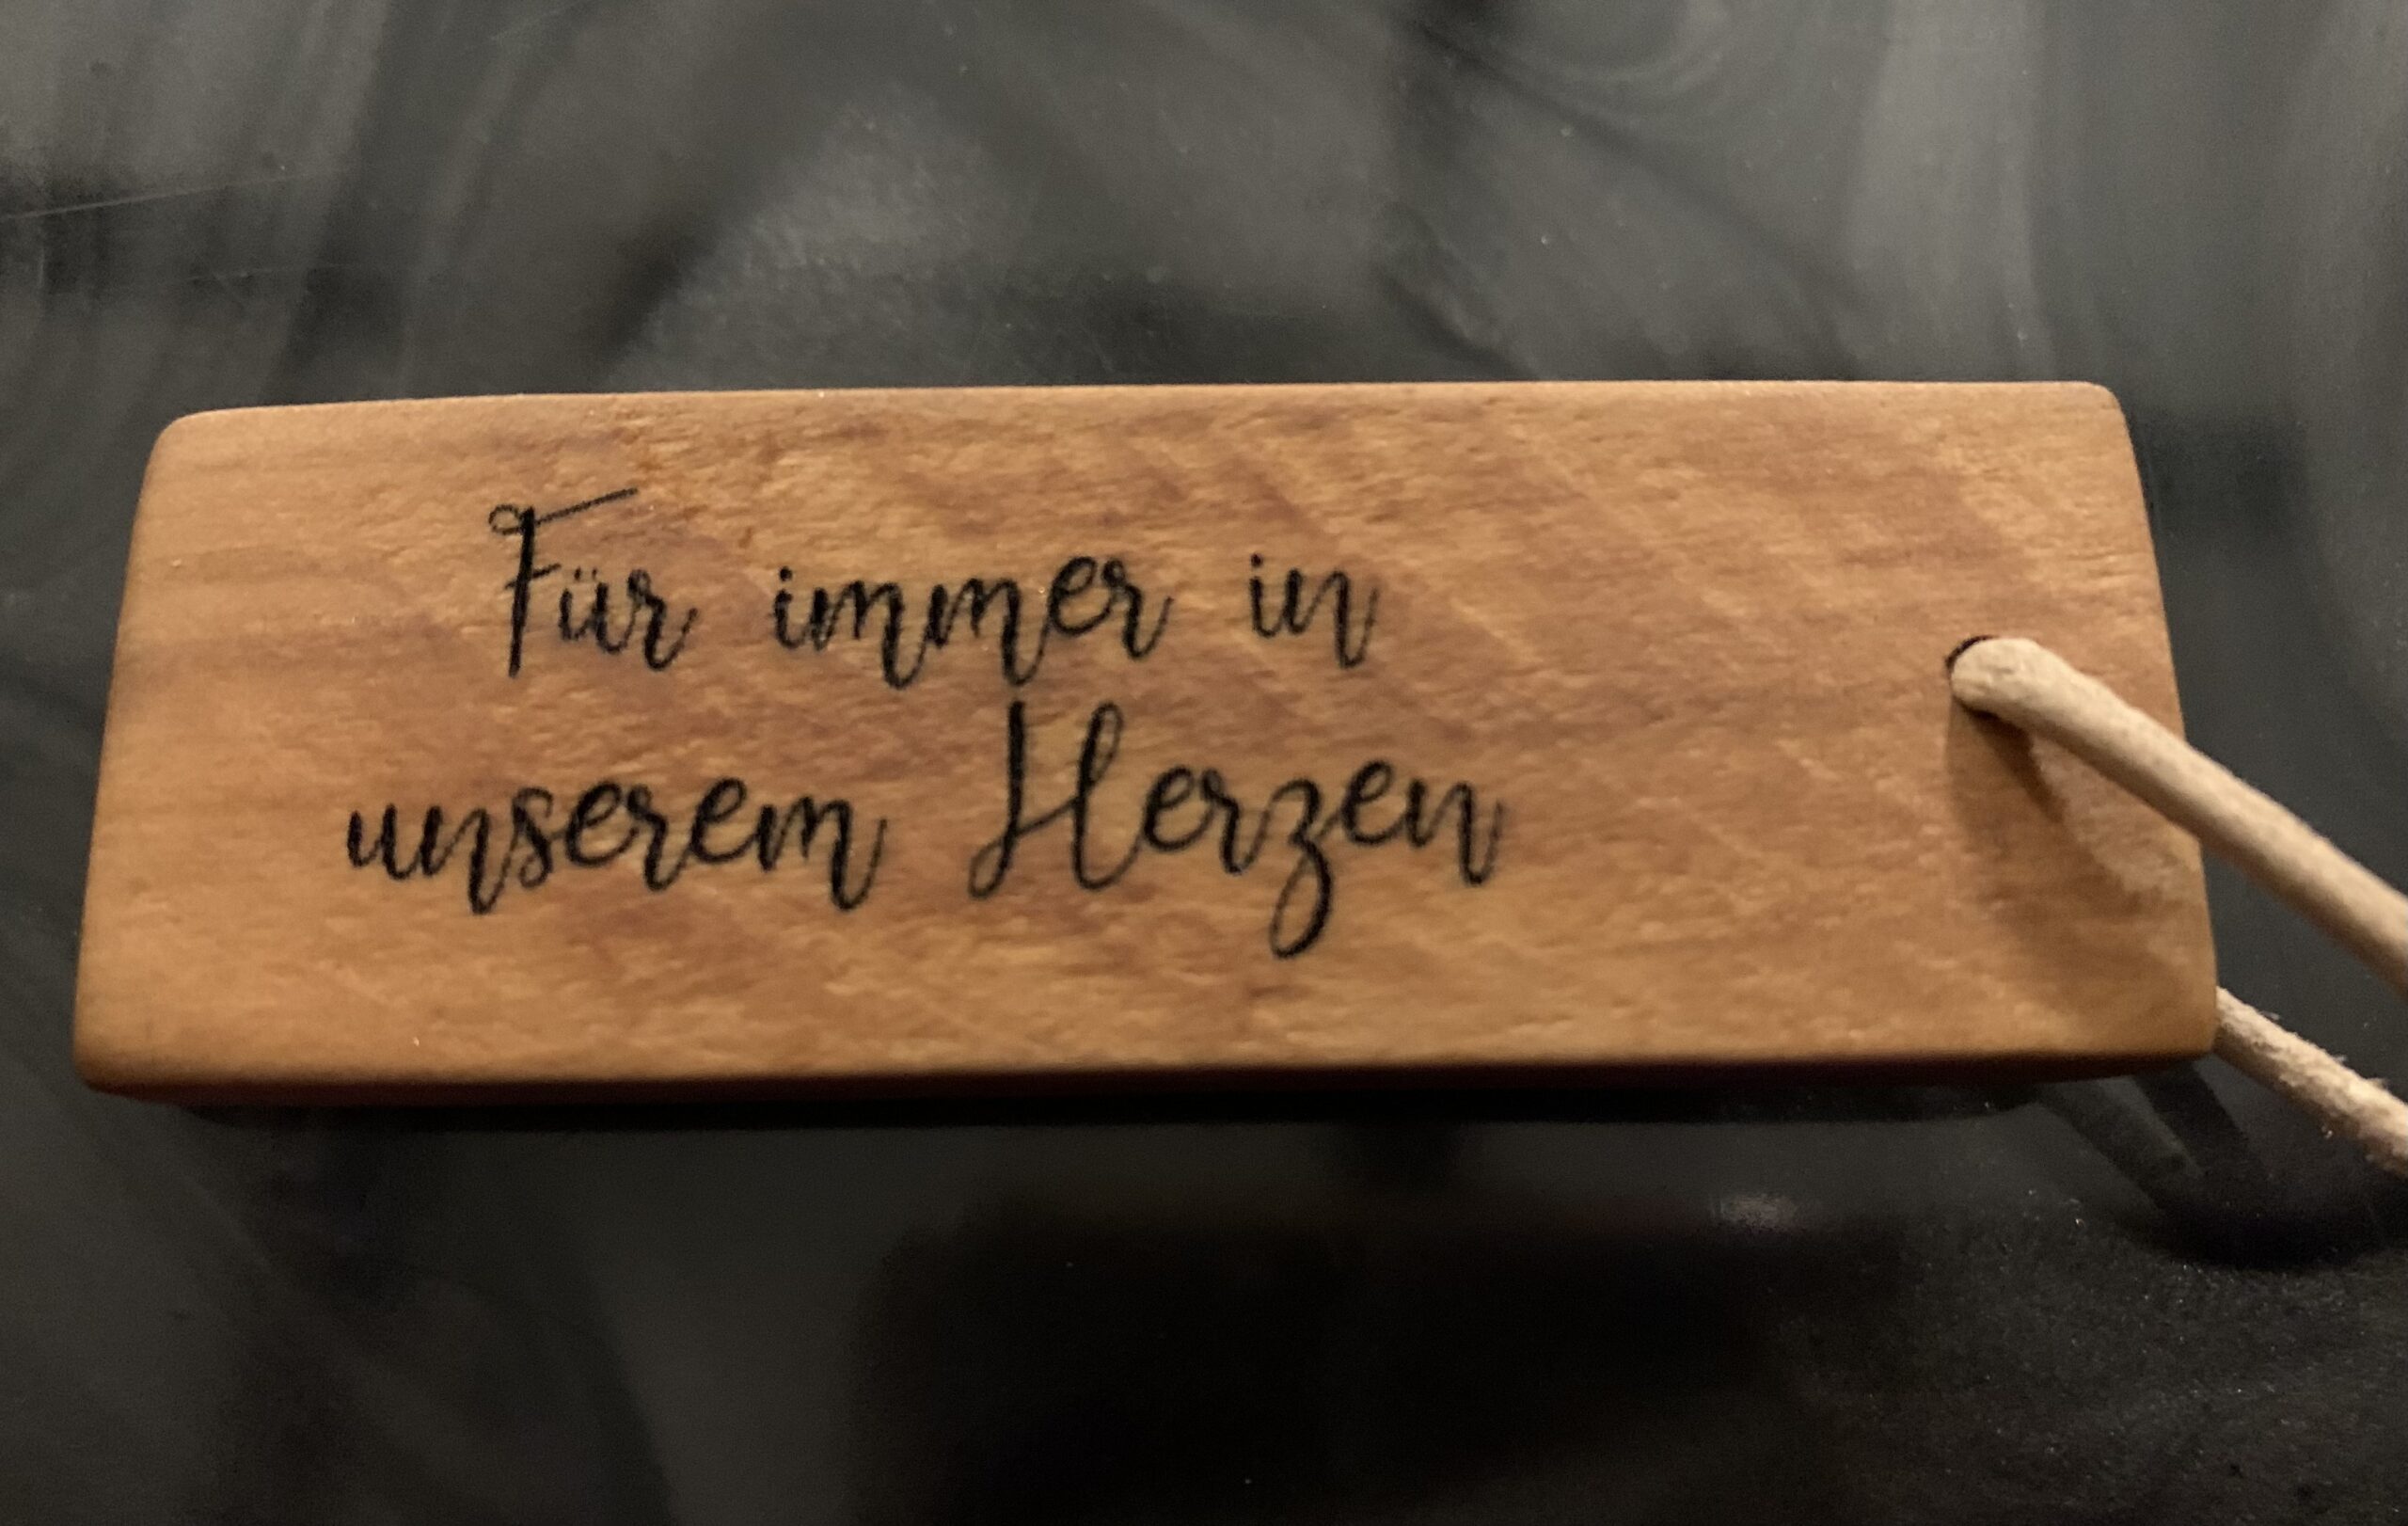 Für immer in
unserem Herzen